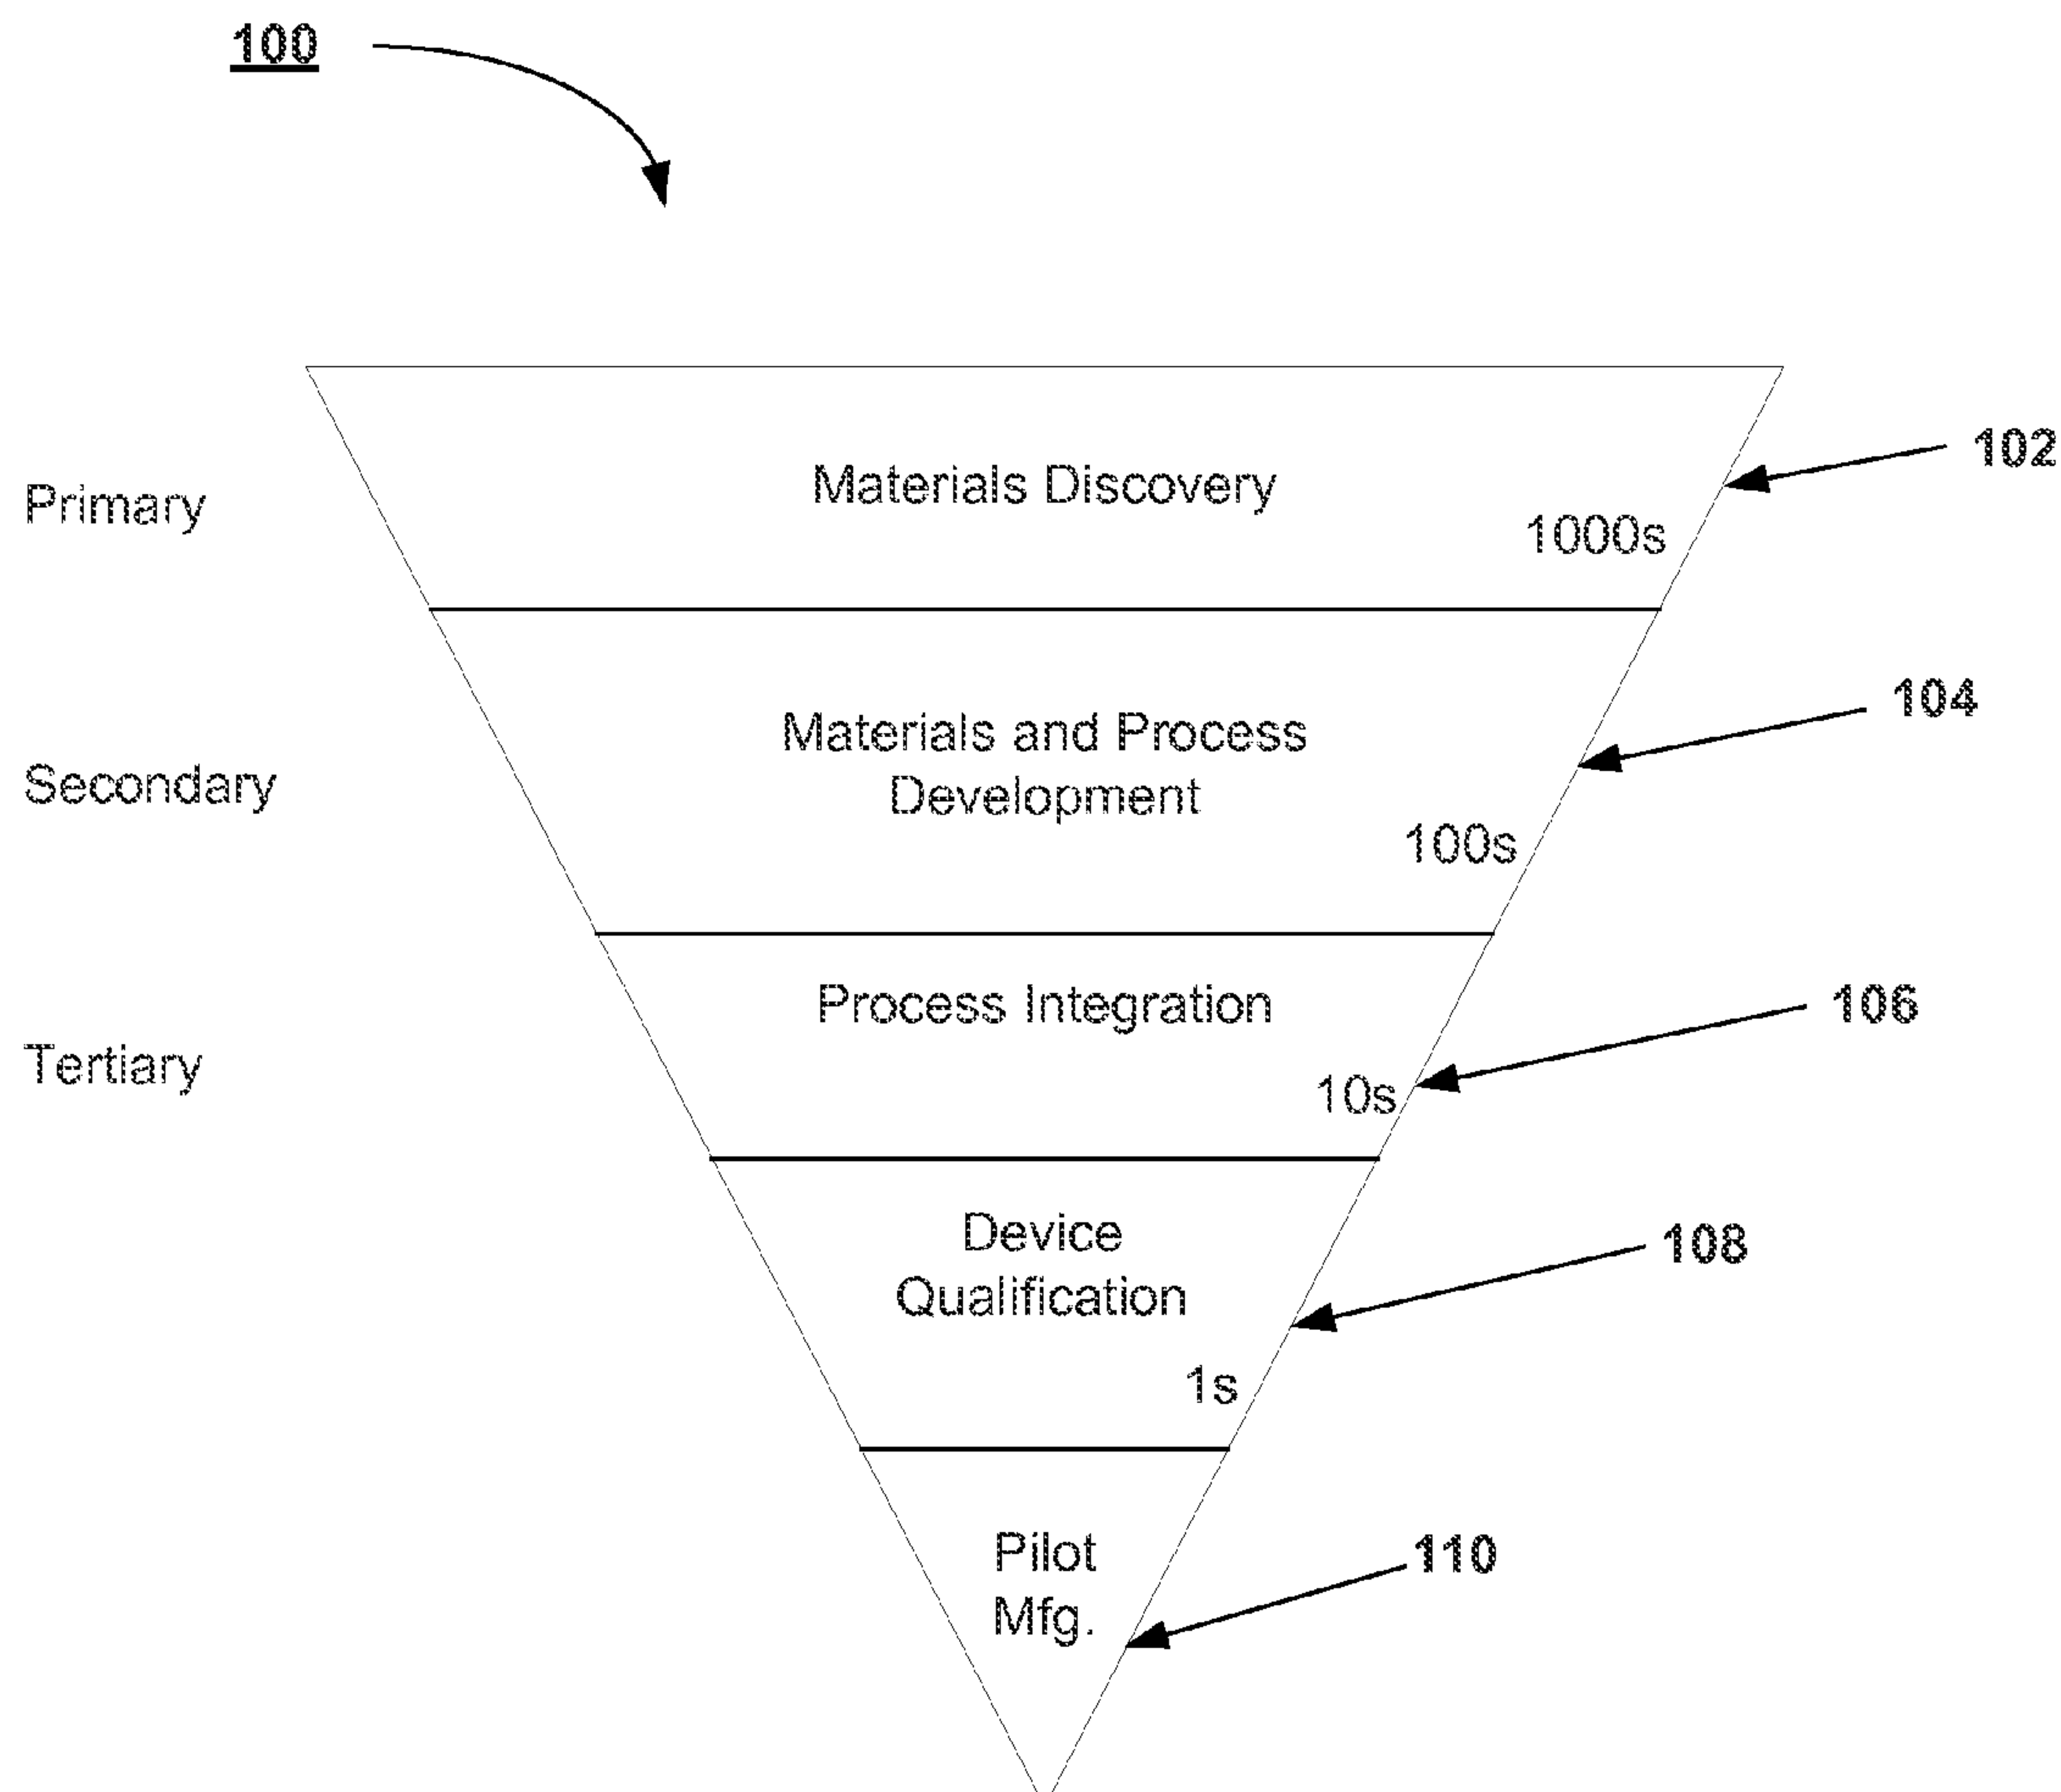 100
102
Materials Discovery
Primary
1000s
104
Materials and Process
Secondary
Development
100s
Process Integration
106
Tertiary
10s
Device
108
Qualification
1s
Pilot
110
Mfg.